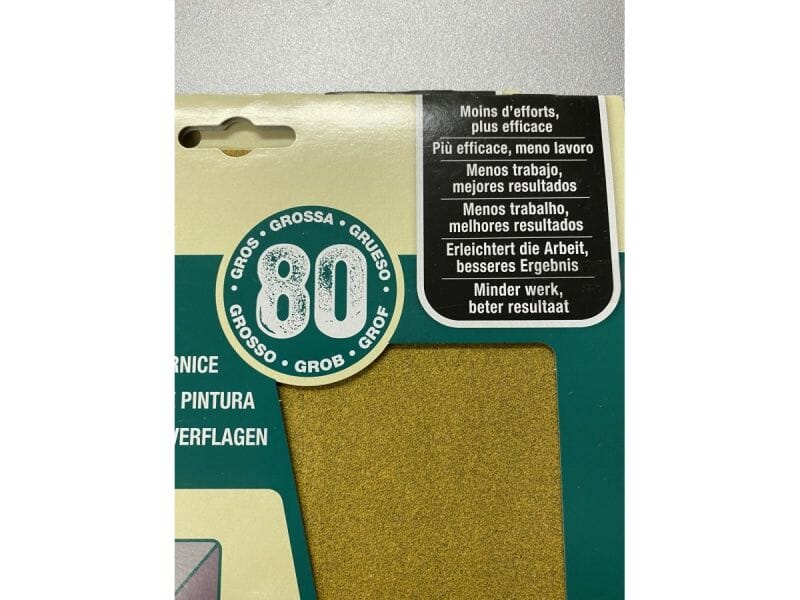 Moins d'efforts,
plus efficace
Più efficace, meno lavoro
Menos trabajo,
mejores resultados
Menos trabalho,
melhores resultados
Erleichtert die Arbeit,
besseres Ergebnis
Minder werk,
beter resultaat
GROS • GROSSA • GRUESO •
80
GROSSO • GROB • GROF
PINTURA
VERFLAGEN